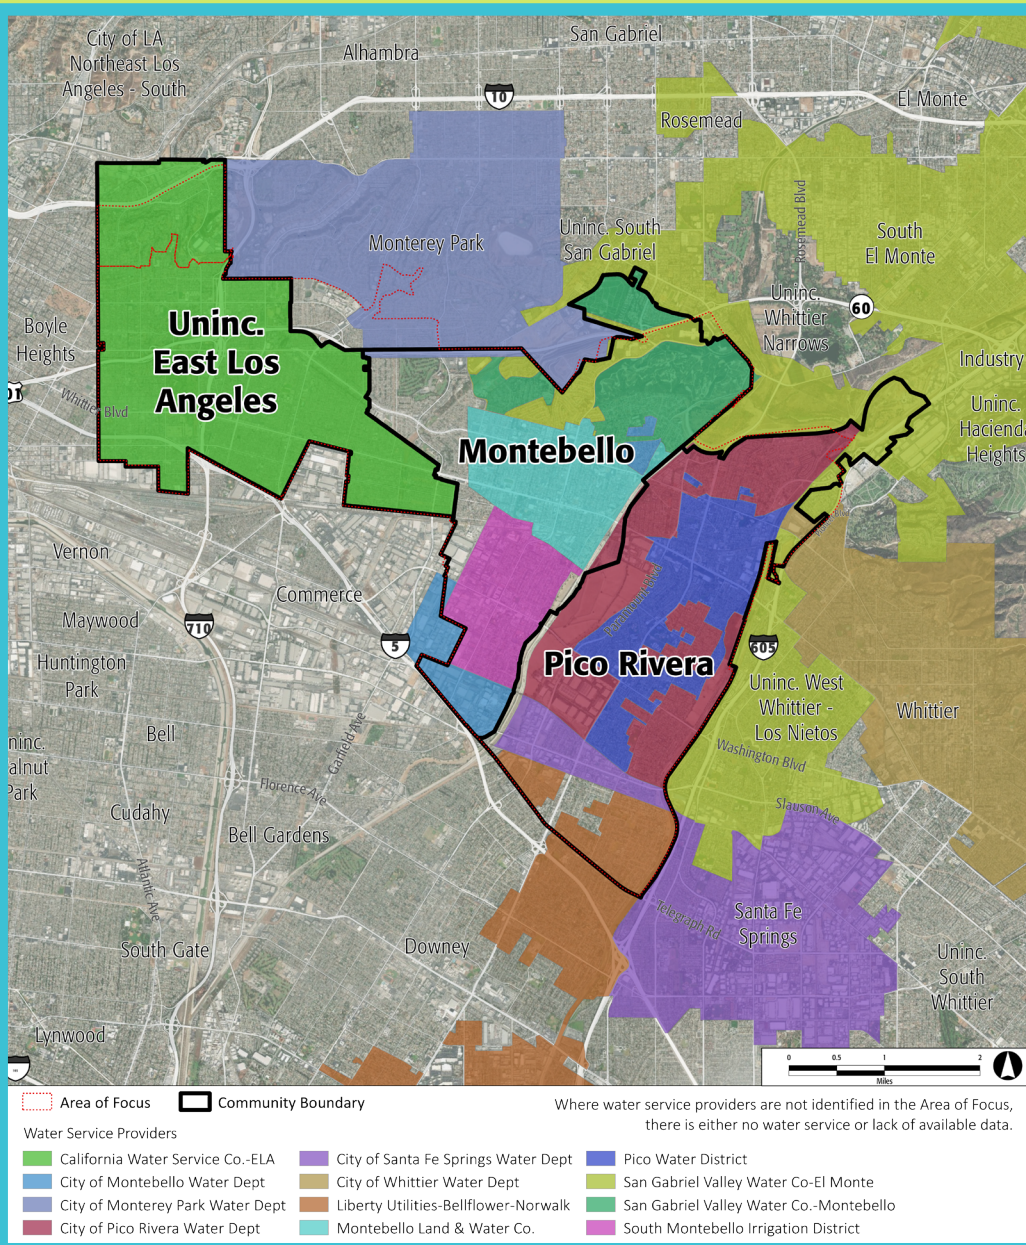 City of LA
Northeast Los
Angeles - South
Alhambra
San Gabriel
10
El Monte
Rosemead
Rosemead Blvd
Monterey Park
Uninc. South
San Gabriel
South
El Monte
Uninc.
Whittier
Narrows
60
Boyle
Heights
Uninc.
East Los
Angeles
Industry
01
Whittier Blvd
Uninc.
Hacienda
Heights
Montebello
Vernon
Commerce
Maywood
710
5
605
Huntington
Park
Pico Rivera
Uninc. West
Whittier -
Los Nietos
Whittier
Bell
ninc.
alnut
Park
Garfield Ave
Washington Blvd
Florence Ave
Slauson Ave
Cudahy
Bell Gardens
Atlantic Ave
Telegraph Rd
Santa Fe
Springs
South Gate
Downey
Uninc.
South
Whittier
Lynwood
0 0.5 1 2
Miles
Area of Focus
Community Boundary
Where water service providers are not identified in the Area of Focus,
there is either no water service or lack of available data.
Water Service Providers
California Water Service Co.-ELA
City of Montebello Water Dept
City of Monterey Park Water Dept
City of Pico Rivera Water Dept
City of Santa Fe Springs Water Dept
City of Whittier Water Dept
Liberty Utilities-Bellflower-Norwalk
Montebello Land & Water Co.
Pico Water District
San Gabriel Valley Water Co-El Monte
San Gabriel Valley Water Co.-Montebello
South Montebello Irrigation District